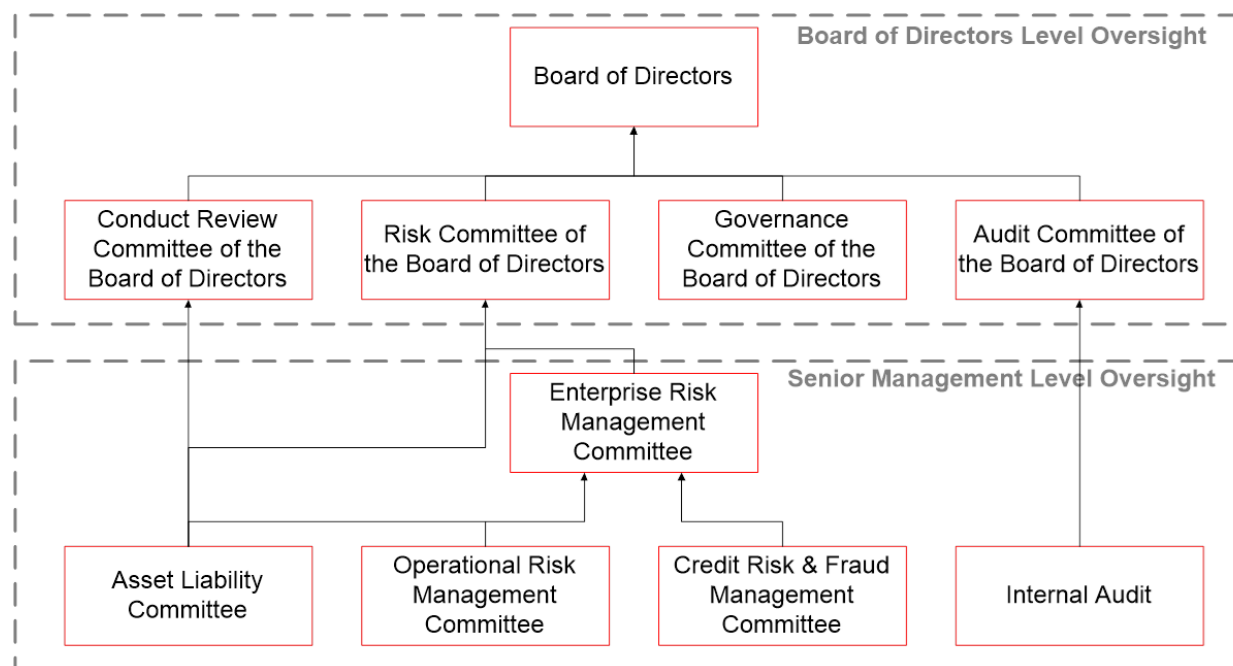 Board of Directors Level Oversight
Board of Directors
Conduct Review
Committee of the
Board of Directors
Risk Committee of
the Board of Directors
Governance
Committee of the
Board of Directors
Audit Committee of
the Board of Directors
Senior Management Level Oversight
Enterprise Risk
Management
Committee
Asset Liability
Committee
Operational Risk
Management
Committee
Credit Risk & Fraud
Management
Committee
Internal Audit